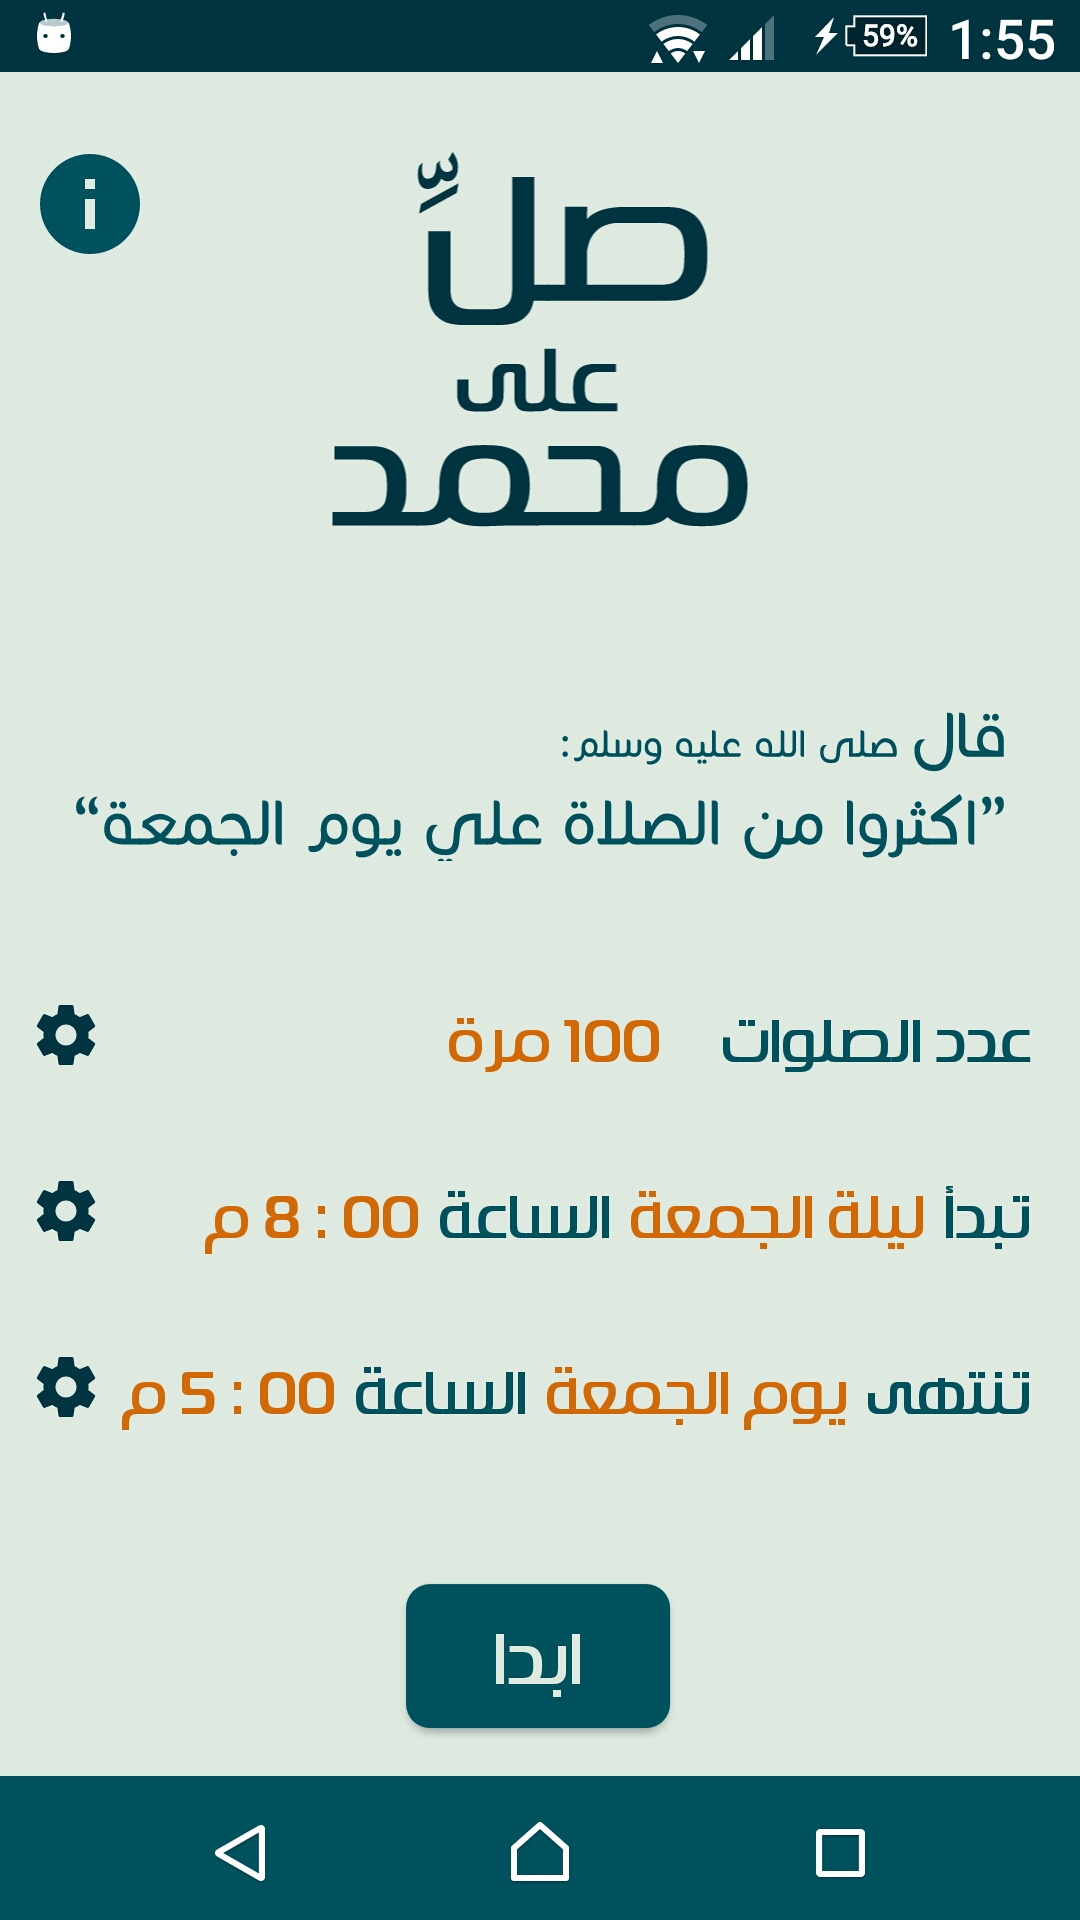 59% 1:55
i
صلِّ
على
محمد
قال صلى الله عليه وسلم:
”اكثروا من الصلاة علي يوم الجمعة“
عدد الصلوات 100 مرة
تبدأ ليلة الجمعة الساعة 00 : 8 م
تنتهى يوم الجمعة الساعة 00 : 5 م
ابدا